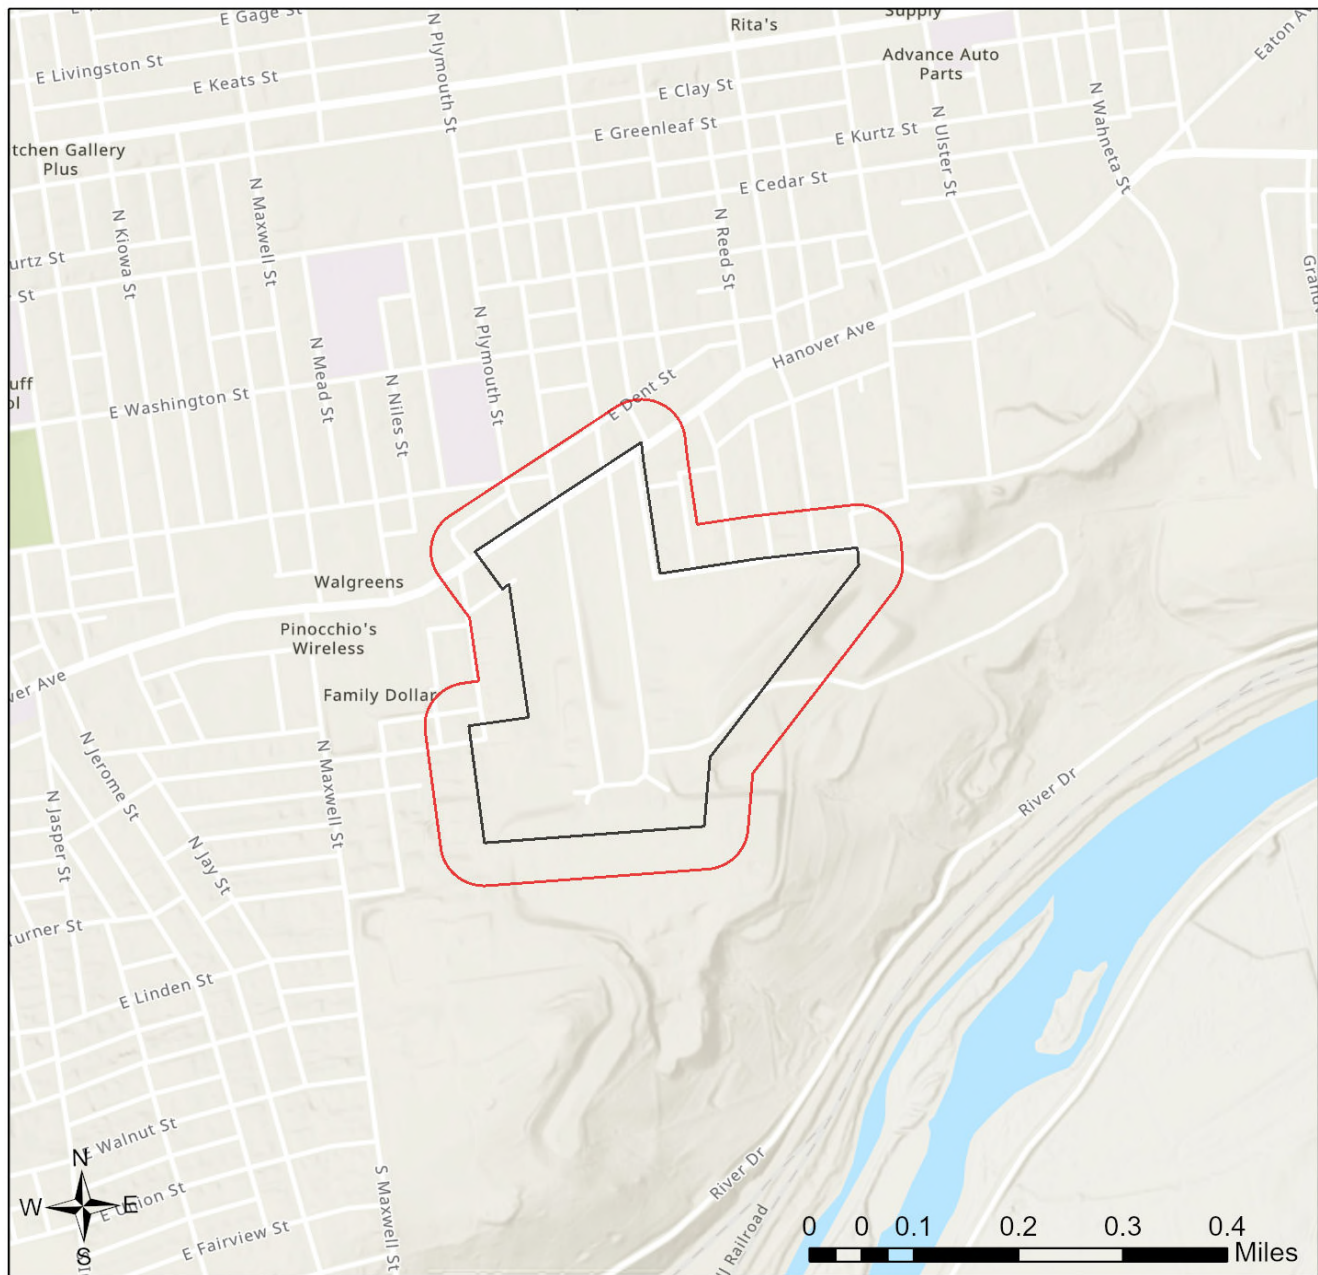 E Gage St
Rita's
Supply
Eaton Av
N Plymouth St
E Livingston St
E Keats St
Advance Auto
Parts
E Clay St
E Greenleaf St
E Kurtz St
N Ulster St
N Wahneta St
tchen Gallery
Plus
E Cedar St
N Maxwell St
N Kiowa St
N Reed St
urtz St
r St
Grandv
N Plymouth St
N Mead St
Hanover Ave
uff
ol
E Washington St
N Niles St
E Dent St
Walgreens
Pinocchio's
Wireless
ver Ave
Family Dollar
N Jerome St
N Maxwell St
N Jasper St
N Jay St
River Dr
Turner St
E Linden St
E Walnut St
N
W
E
S
E Union St
E Fairview St
S Maxwell St
River Dr
J Railroad
0 0 0.1 0.2 0.3 0.4
Miles